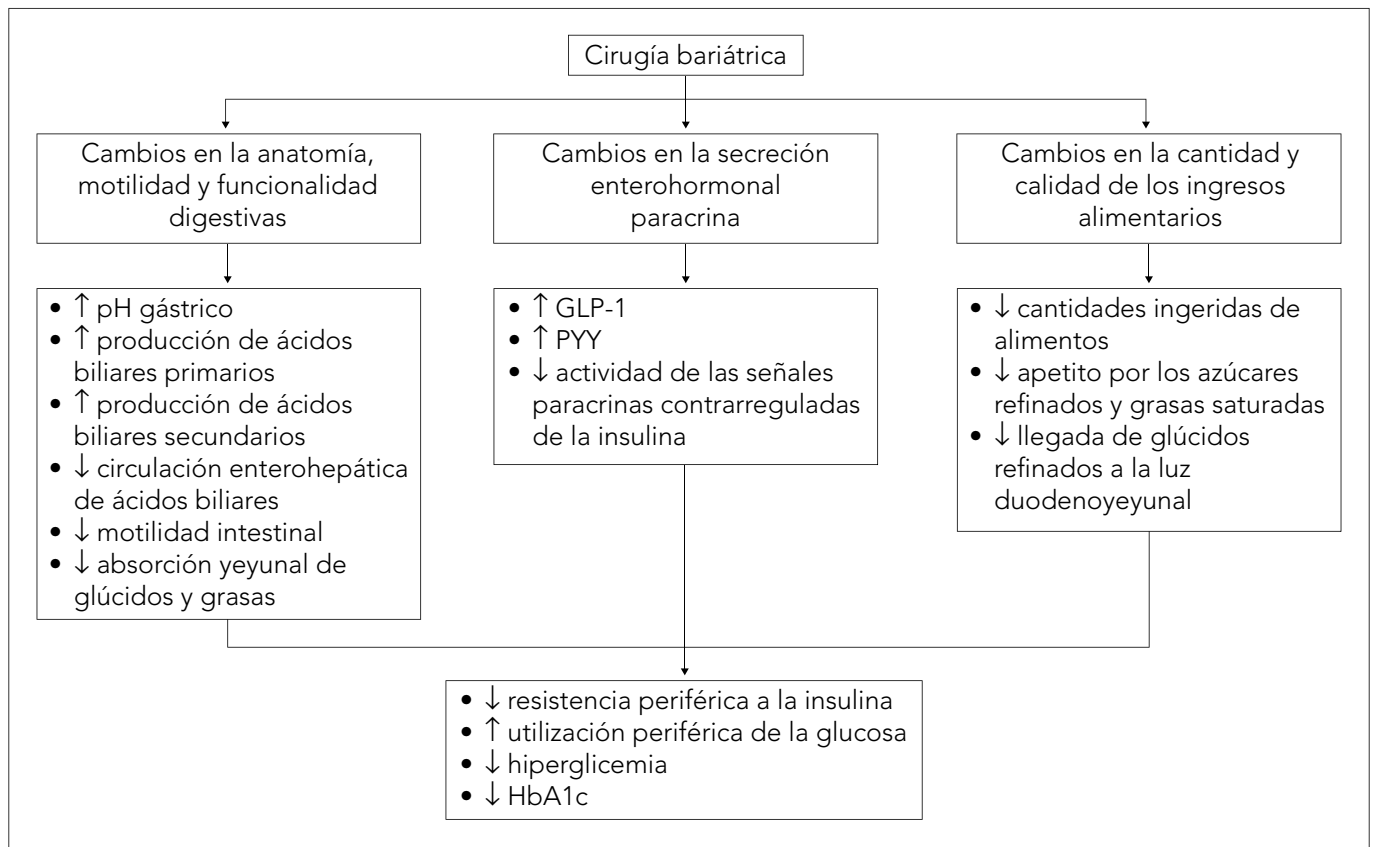 Cirugía bariátrica
Cambios en la anatomía,
motilidad y funcionalidad
digestivas
• ↑ pH gástrico
• ↑ producción de ácidos
biliares primarios
• ↑ producción de ácidos
biliares secundarios
• ↓ circulación enterohepática
de ácidos biliares
• ↓ motilidad intestinal
• ↓ absorción yeyunal de
glúcidos y grasas
Cambios en la secreción
enterohormonal
paracrina
• ↑ GLP-1
• ↑ PYY
• ↓ actividad de las señales
paracrinas contrarreguladas
de la insulina
Cambios en la cantidad y
calidad de los ingresos
alimentarios
• ↓ cantidades ingeridas de
alimentos
• ↓ apetito por los azúcares
refinados y grasas saturadas
• ↓ llegada de glúcidos
refinados a la luz
duodenoyeyunal
• ↓ resistencia periférica a la insulina
• ↑ utilización periférica de la glucosa
• ↓ hiperglicemia
• ↓ HbA1c